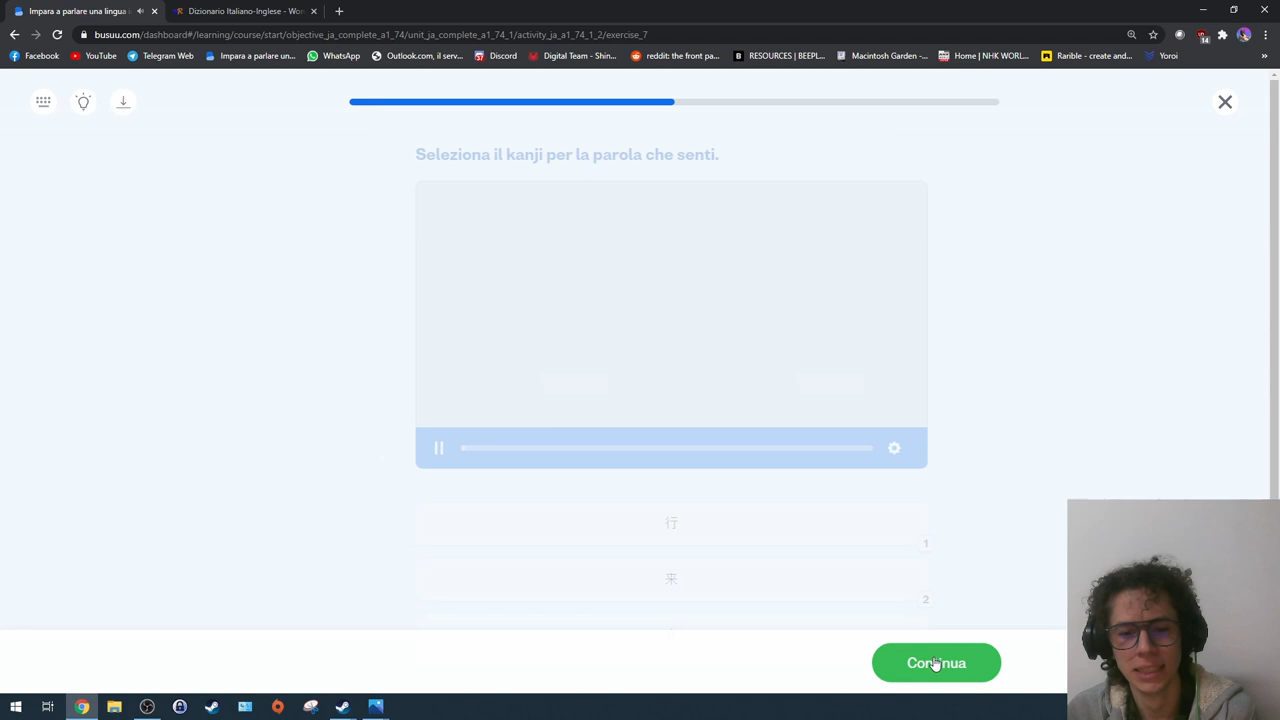 Impara a parlare una lingua
Dizionario Italiano-Inglese - Wor
busuu.com/dashboard#/learning/course/start/objective_ja_complete_a1_74/unit_ja_complete_a1_74_1/activity_ja_a1_74_1_2/exercise_7
14
Facebook
YouTube
Telegram Web
Impara a parlare un...
WhatsApp
Outlook.com, il serv...
Discord
Digital Team - Shin...
reddit: the front pa...
RESOURCES | BEEPL...
Macintosh Garden -...
Home | NHK WORL...
Rarible - create and...
Yoroi
»
Seleziona il kanji per la parola che senti.
行
1
来
2
Continua